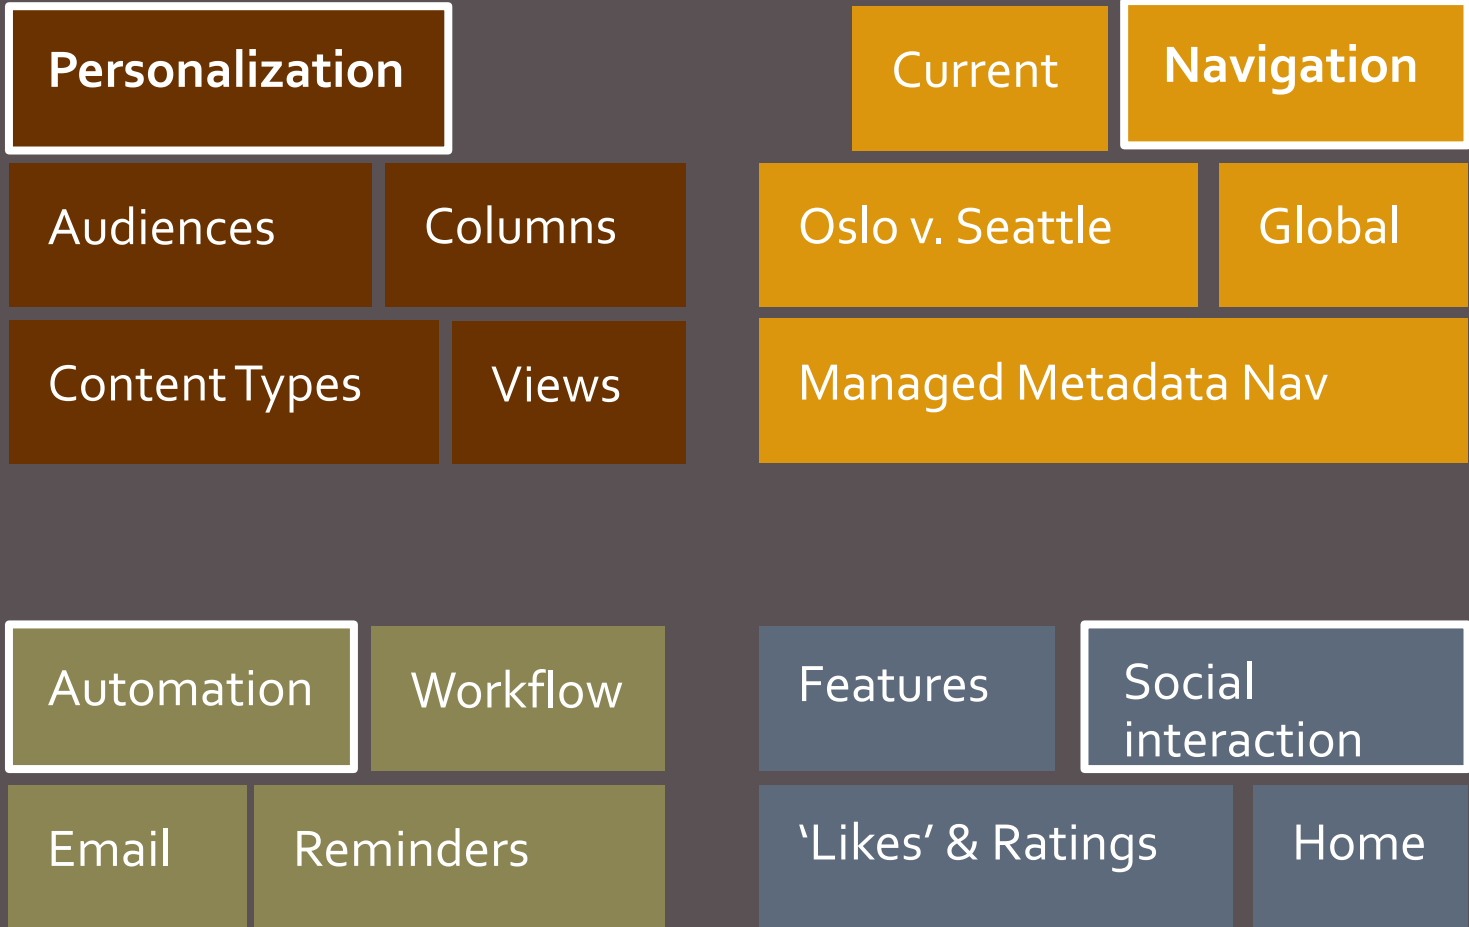 Personalization
Audiences
Columns
Content Types
Views
Current
Navigation
Oslo v. Seattle
Global
Managed Metadata Nav
Automation
Workflow
Email
Reminders
Features
Social
interaction
‘Likes’ & Ratings
Home